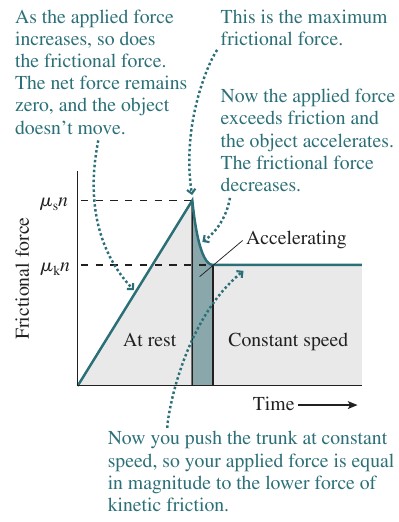 As the applied force
increases, so does
the frictional force.
The net force remains
zero, and the object
doesn't move.
This is the maximum
frictional force.
Now the applied force
exceeds friction and
the object accelerates.
The frictional force
decreases.
μₛn
μₖn
Frictional force
Accelerating
At rest
Constant speed
Time
Now you push the trunk at constant
speed, so your applied force is equal
in magnitude to the lower force of
kinetic friction.